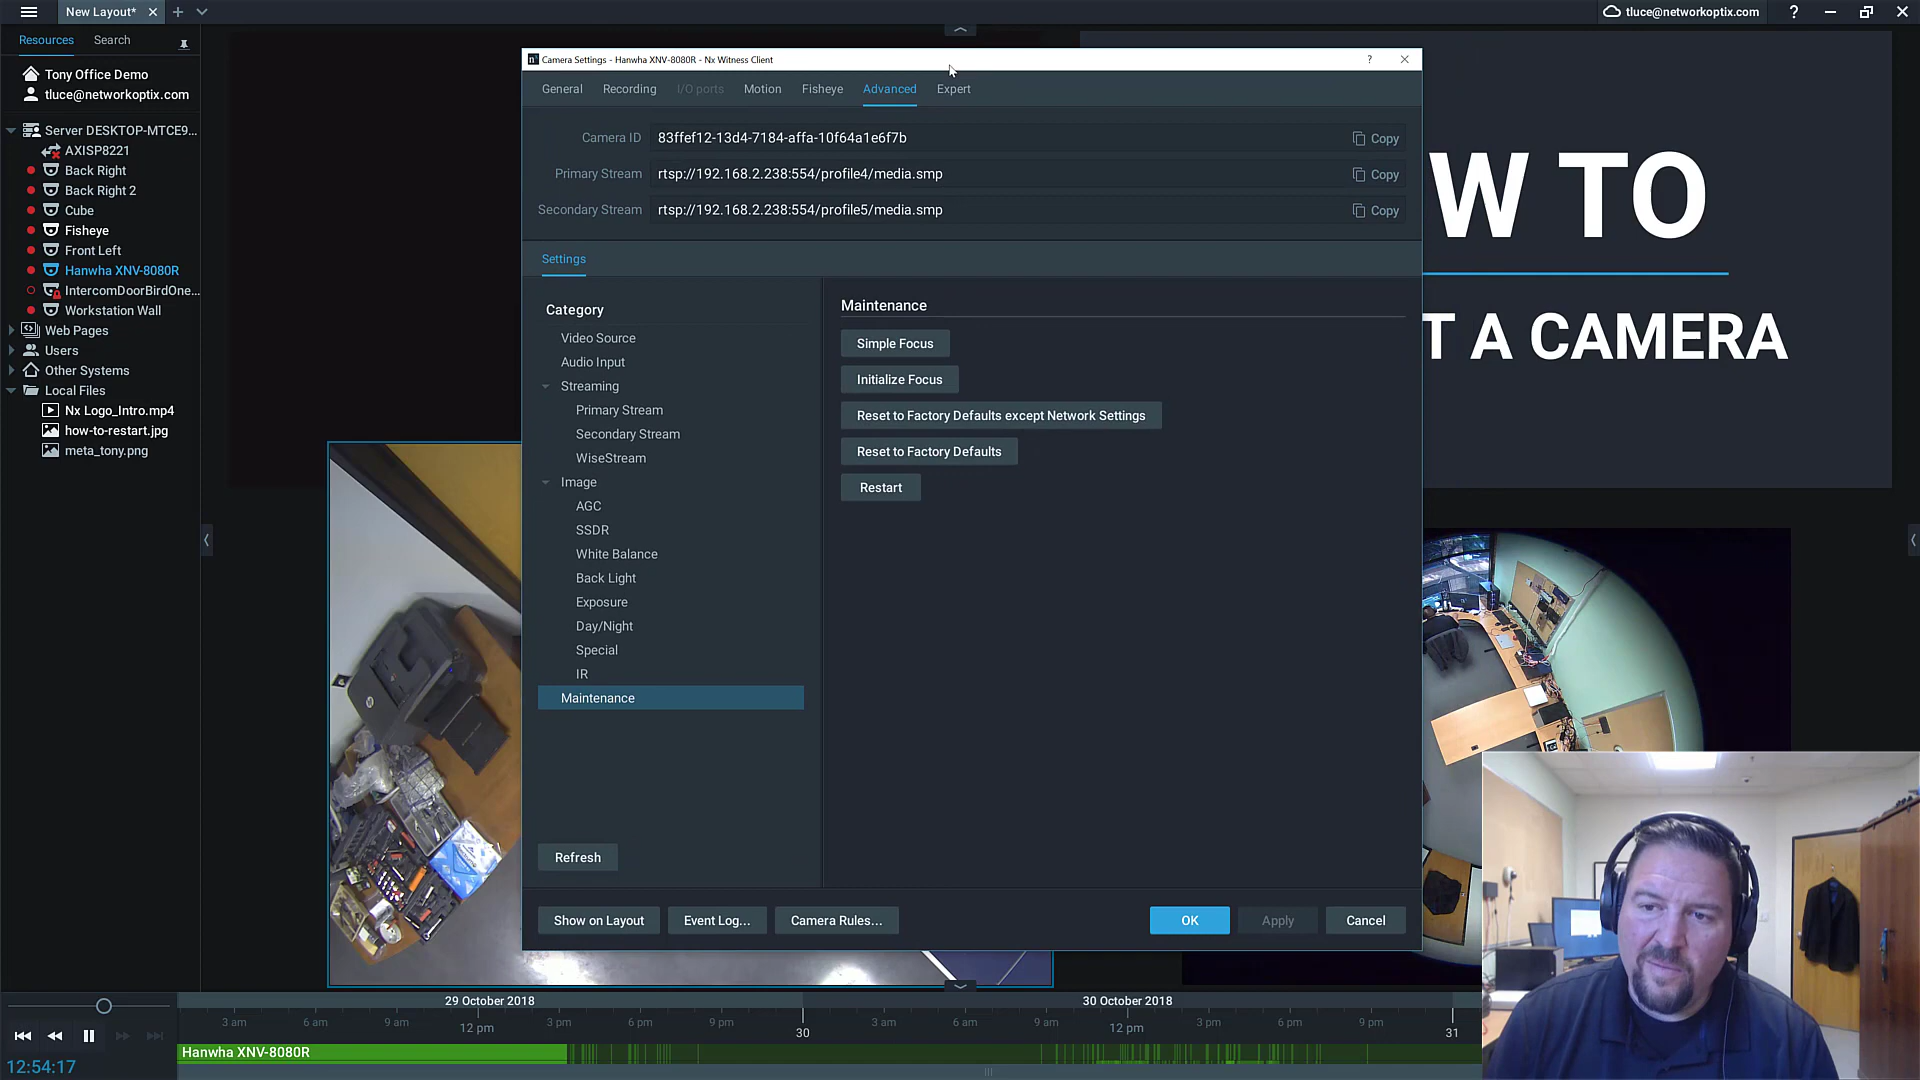 New Layout*
tluce@networkoptix.com
?
Resources
Search
Tony Office Demo
tluce@networkoptix.com
Server DESKTOP-MTCE9...
AXISP8221
Back Right
Back Right 2
Cube
Fisheye
Front Left
Hanwha XNV-8080R
IntercomDoorBirdOne...
Workstation Wall
Web Pages
Users
Other Systems
Local Files
Nx Logo_Intro.mp4
how-to-restart.jpg
meta_tony.png
Camera Settings - Hanwha XNV-8080R - Nx Witness Client
?
General
Recording
I/O ports
Motion
Fisheye
Advanced
Expert
Camera ID
83ffef12-13d4-7184-affa-10f64a1e6f7b
Copy
Primary Stream
rtsp://192.168.2.238:554/profile4/media.smp
Copy
Secondary Stream
rtsp://192.168.2.238:554/profile5/media.smp
Copy
Settings
Category
Video Source
Audio Input
Streaming
Primary Stream
Secondary Stream
WiseStream
Image
AGC
SSDR
White Balance
Back Light
Exposure
Day/Night
Special
IR
Maintenance
Refresh
Maintenance
Simple Focus
Initialize Focus
Reset to Factory Defaults except Network Settings
Reset to Factory Defaults
Restart
Show on Layout
Event Log...
Camera Rules...
OK
Apply
Cancel
W TO
T A CAMERA
29 October 2018
30 October 2018
3 am
6 am
9 am
12 pm
3 pm
6 pm
9 pm
30
3 am
6 am
9 am
12 pm
3 pm
6 pm
9 pm
31
Hanwha XNV-8080R
12:54:17